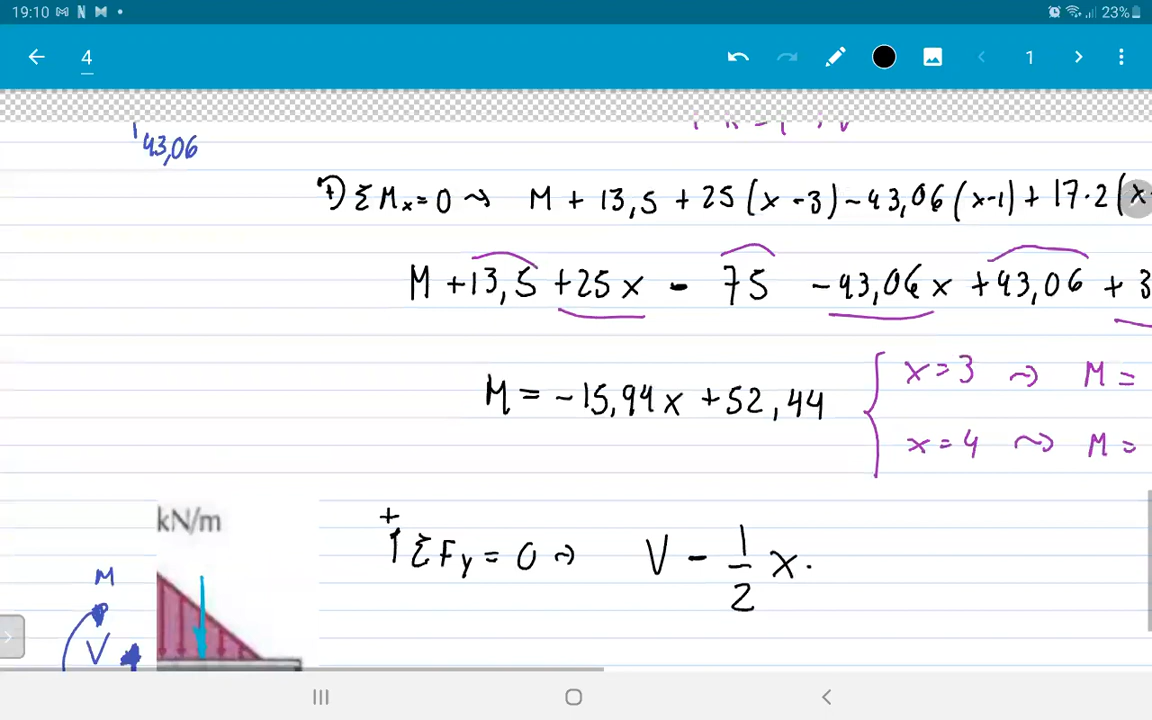 19:10 23%
4 1
43,06
ΣMx=0 ⇝ M + 13,5 + 25(x-3) - 43,06(x-1) + 17·2(x
M +13,5 +25x - 75 -43,06x +43,06 + 3
M = -15,94x +52,44 { x=3 ⇝ M =
x=4 ⇝ M =
kN/m
+↑ΣFy = 0 ⇝ V - 1/2 x·
M
V